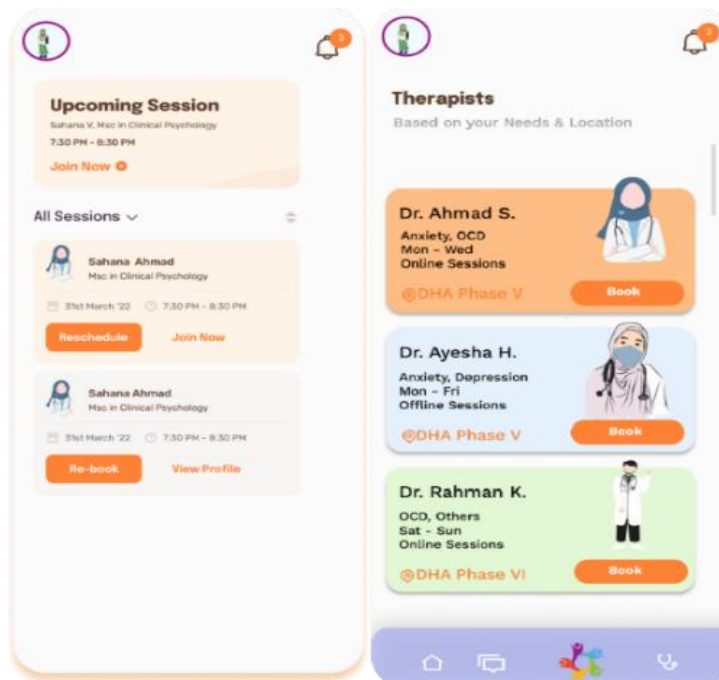 3
Upcoming Session
Sahana V, Msc in Clinical Psychology
7:30 PM - 8:30 PM
Join Now
All Sessions
Sahana Ahmad
Msc in Clinical Psychology
31st March '22 7:30 PM - 8:30 PM
Reschedule Join Now
Sahana Ahmad
Msc in Clinical Psychology
31st March '22 7:30 PM - 8:30 PM
Re-book View Profile
3
Therapists
Based on your Needs & Location
Dr. Ahmad S.
Anxiety, OCD
Mon - Wed
Online Sessions
DHA Phase V Book
Dr. Ayesha H.
Anxiety, Depression
Mon - Fri
Offline Sessions
DHA Phase V Book
Dr. Rahman K.
OCD, Others
Sat - Sun
Online Sessions
DHA Phase VI Book